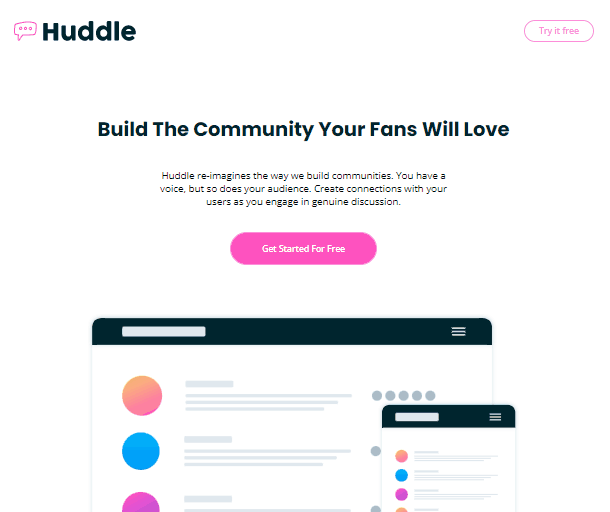 Huddle
Try it free
Build The Community Your Fans Will Love
Huddle re-imagines the way we build communities. You have a
voice, but so does your audience. Create connections with your
users as you engage in genuine discussion.
Get Started For Free